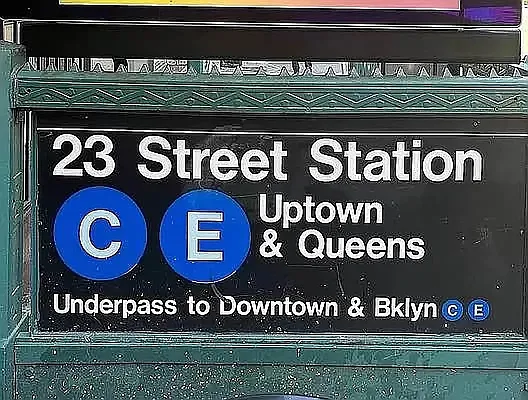 23 Street Station
C E Uptown
& Queens
Underpass to Downtown & Bklyn C E